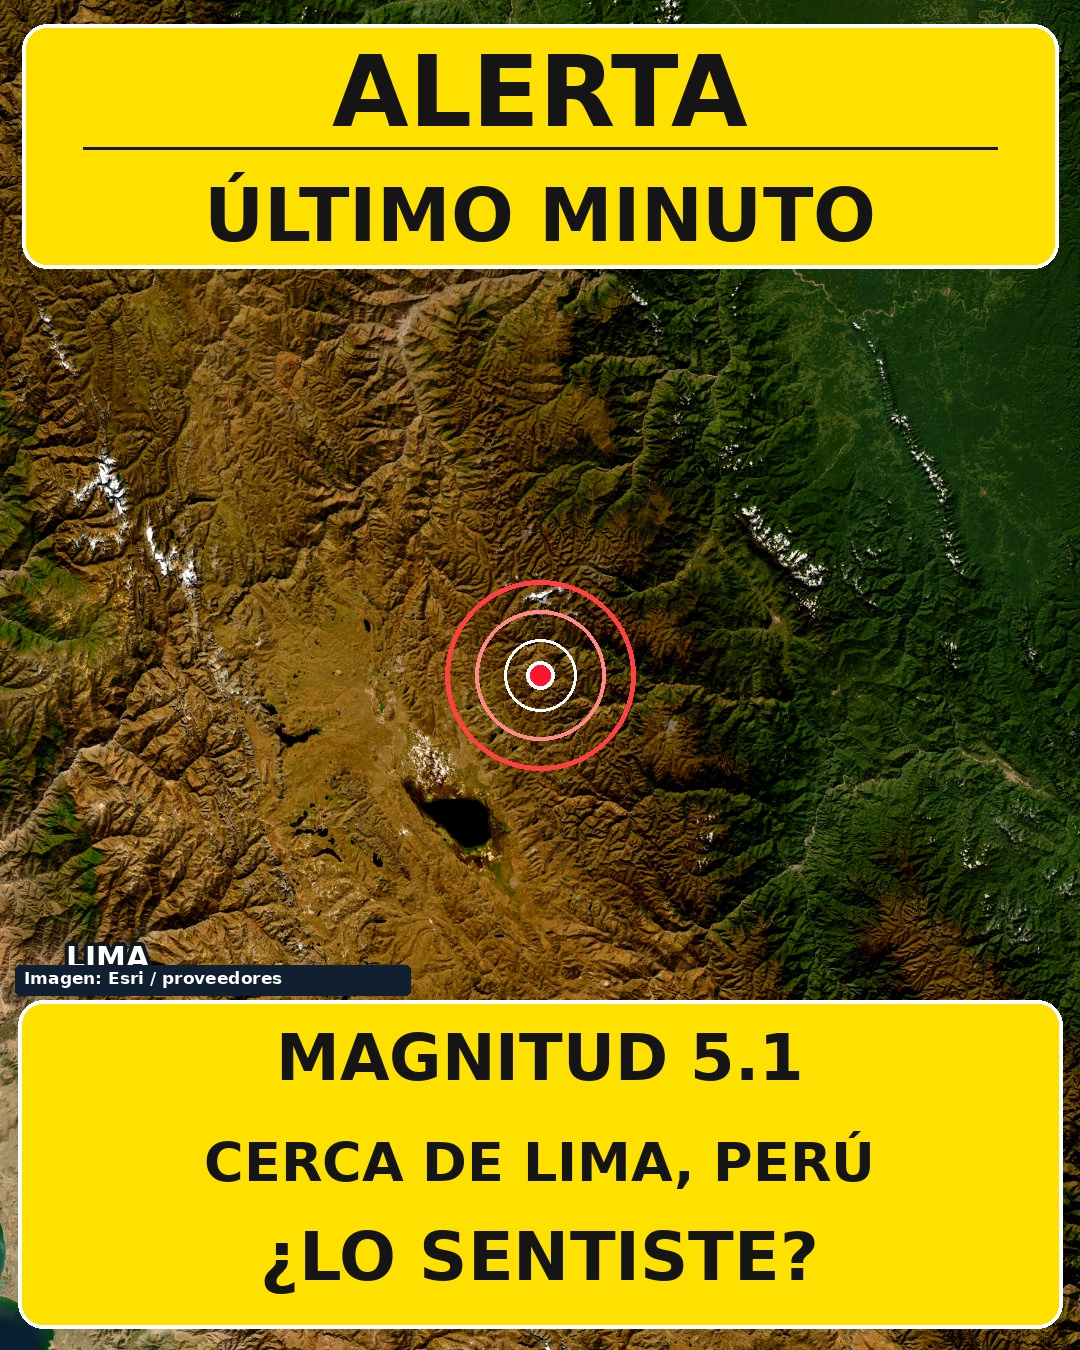 ALERTA
ÚLTIMO MINUTO
LIMA
Imagen: Esri / proveedores
MAGNITUD 5.1
CERCA DE LIMA, PERÚ
¿LO SENTISTE?